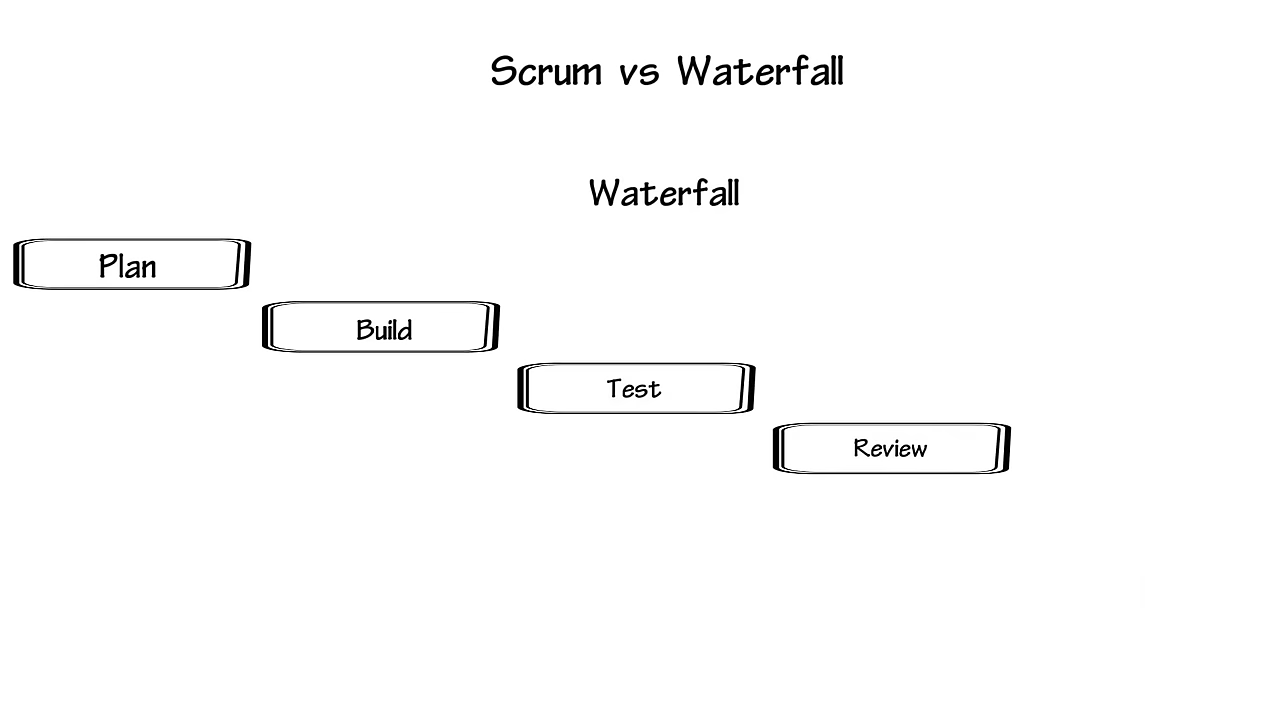 Scrum vs Waterfall
Waterfall
Plan
Build
Test
Review